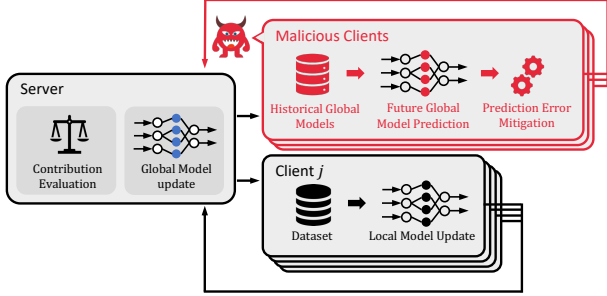 Malicious Clients
Historical Global
Models
Future Global
Model Prediction
Prediction Error
Mitigation
Server
Contribution
Evaluation
Global Model
update
Client j
Dataset
Local Model Update